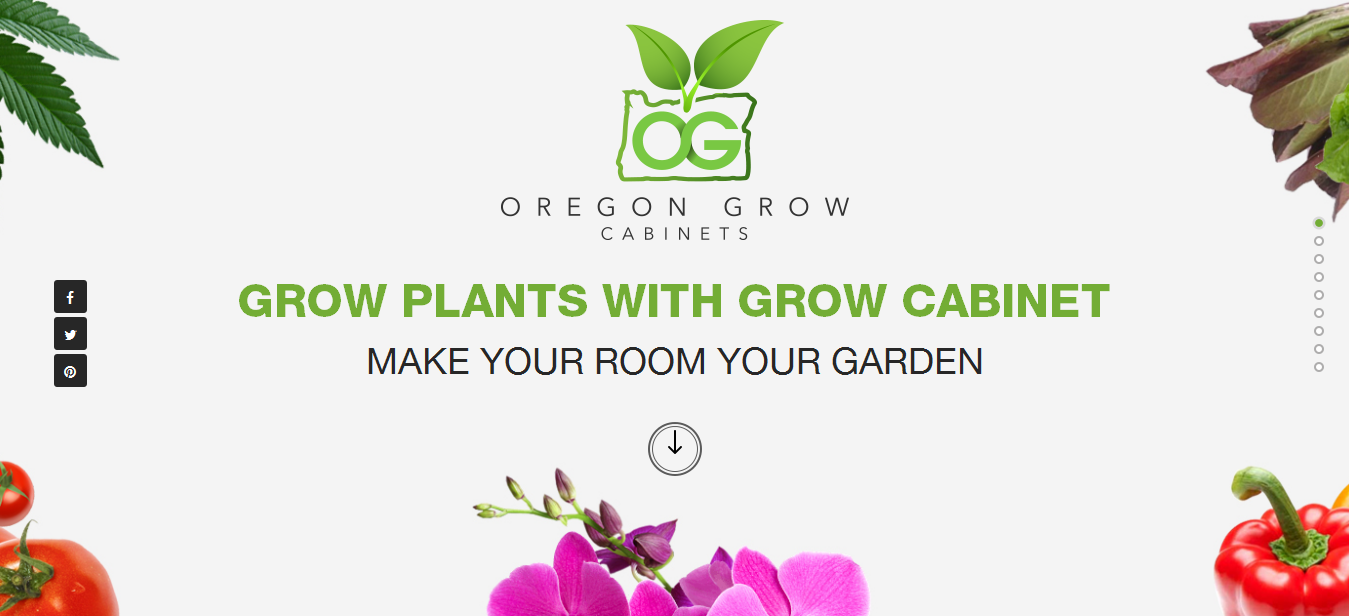 OG
OREGON GROW
CABINETS
GROW PLANTS WITH GROW CABINET
MAKE YOUR ROOM YOUR GARDEN